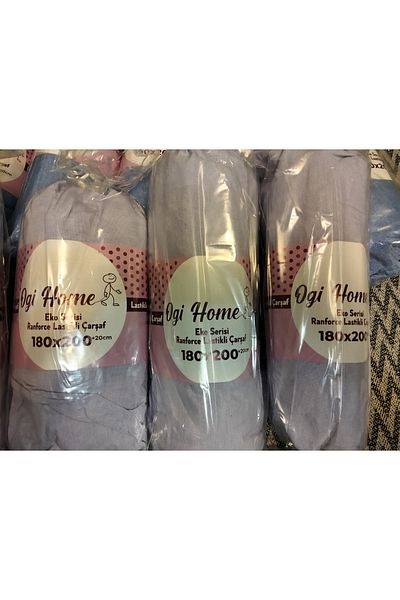 Ogi Home
Eko Serisi
Ranforce Lastikli Çarşaf
180x200+20cm
Lastikli
Ogi Home
Eko Serisi
Ranforce Lastikli Çarşaf
180x200+20cm
Çarşaf
Ogi Home
Eko Serisi
Ranforce Lastikli
180x200